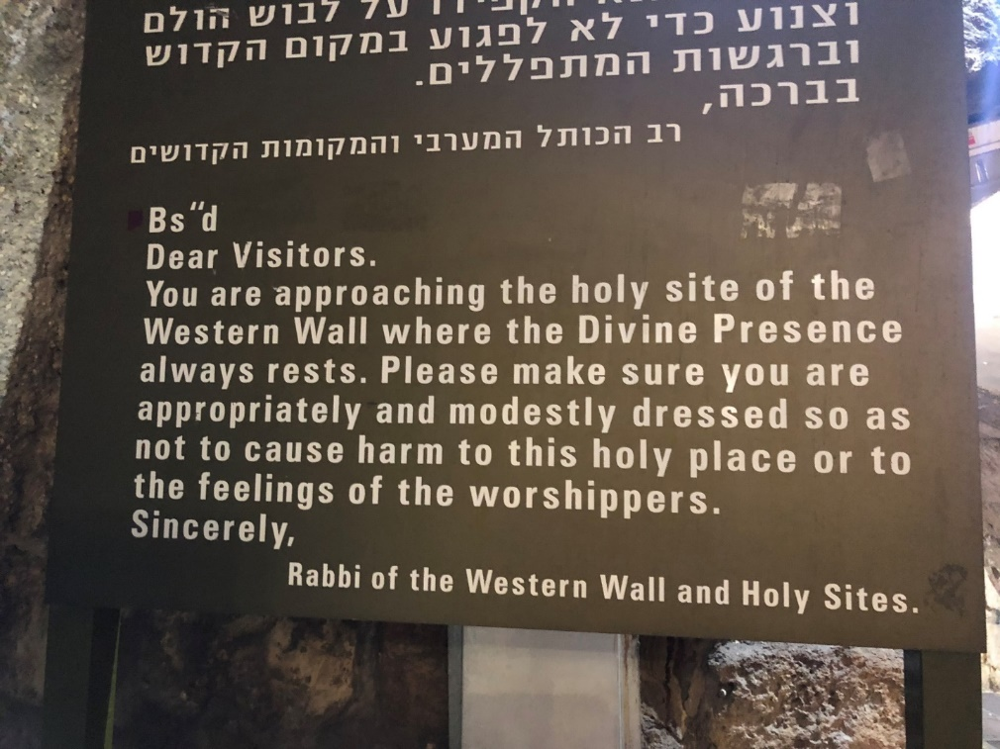 הקפידו על לבוש הולם
וצנוע כדי לא לפגוע במקום הקדוש
וברגשות המתפללים.
בברכה,
רב הכותל המערבי והמקומות הקדושים
Bs“d
Dear Visitors.
You are approaching the holy site of the
Western Wall where the Divine Presence
always rests. Please make sure you are
appropriately and modestly dressed so as
not to cause harm to this holy place or to
the feelings of the worshippers.
Sincerely,
Rabbi of the Western Wall and Holy Sites.